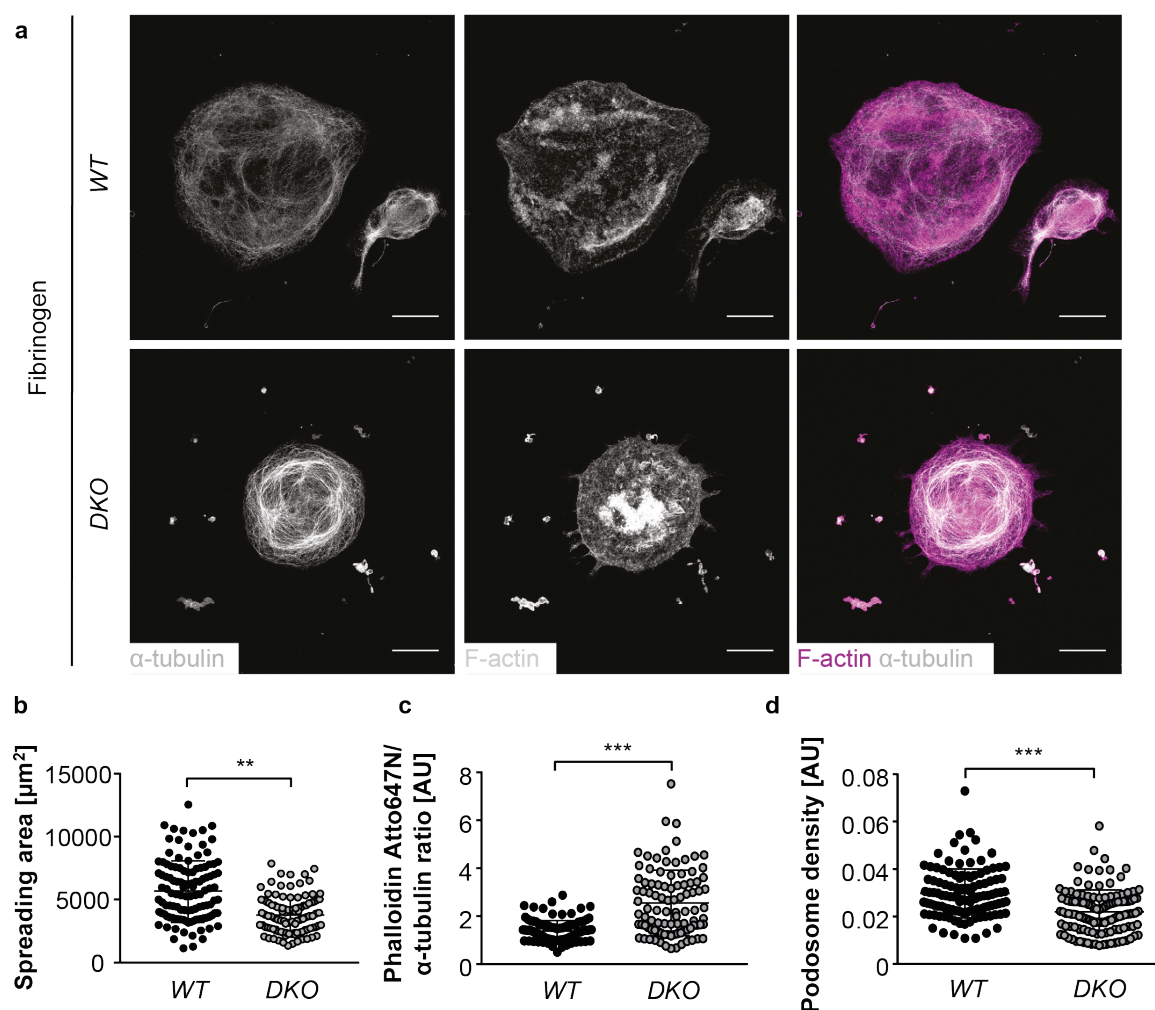 a
Fibrinogen
WT
DKO
α-tubulin
F-actin
F-actin α-tubulin
b
Spreading area [µm²]
15000
10000
5000
0
**
WT
DKO
c
Phalloidin Atto647N/
α-tubulin ratio [AU]
8
6
4
2
0
***
WT
DKO
d
Podosome density [AU]
0.08
0.06
0.04
0.02
0
***
WT
DKO